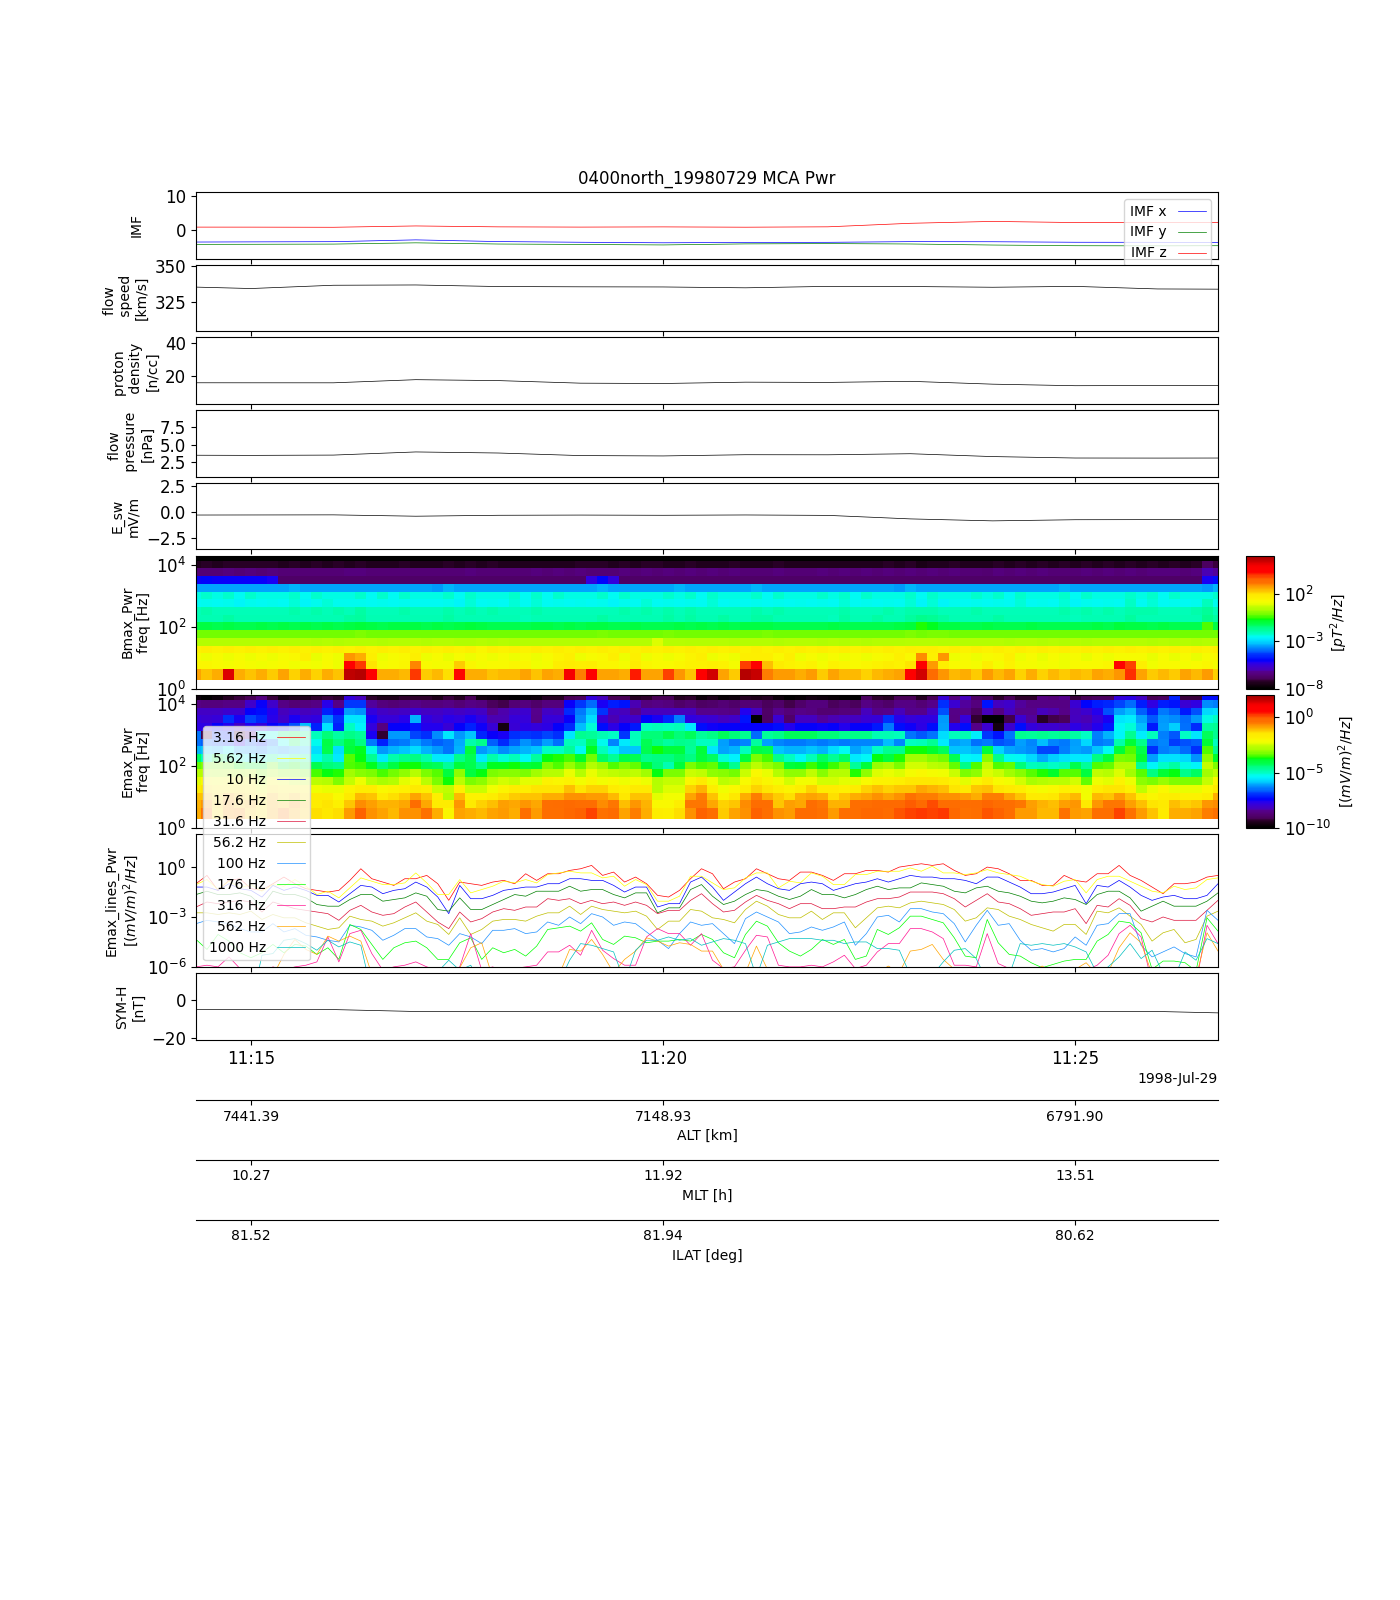 0400north_19980729 MCA Pwr
10
0
IMF
IMF x
IMF y
IMF z
350
325
flow
speed
[km/s]
40
20
proton
density
[n/cc]
7.5
5.0
2.5
flow
pressure
[nPa]
2.5
0.0
−2.5
E_sw
mV/m
10^4
10^2
10^0
Bmax_Pwr
freq [Hz]
10^2
10^-3
10^-8
[pT^2/Hz]
10^4
10^2
10^0
Emax_Pwr
freq [Hz]
10^0
10^-5
10^-10
[(mV/m)^2/Hz]
3.16 Hz
5.62 Hz
10 Hz
17.6 Hz
31.6 Hz
56.2 Hz
100 Hz
176 Hz
316 Hz
562 Hz
1000 Hz
10^0
10^-3
10^-6
Emax_lines_Pwr
[(mV/m)^2/Hz]
0
−20
SYM-H
[nT]
11:15 11:20 11:25
1998-Jul-29
7441.39 7148.93 6791.90
ALT [km]
10.27 11.92 13.51
MLT [h]
81.52 81.94 80.62
ILAT [deg]